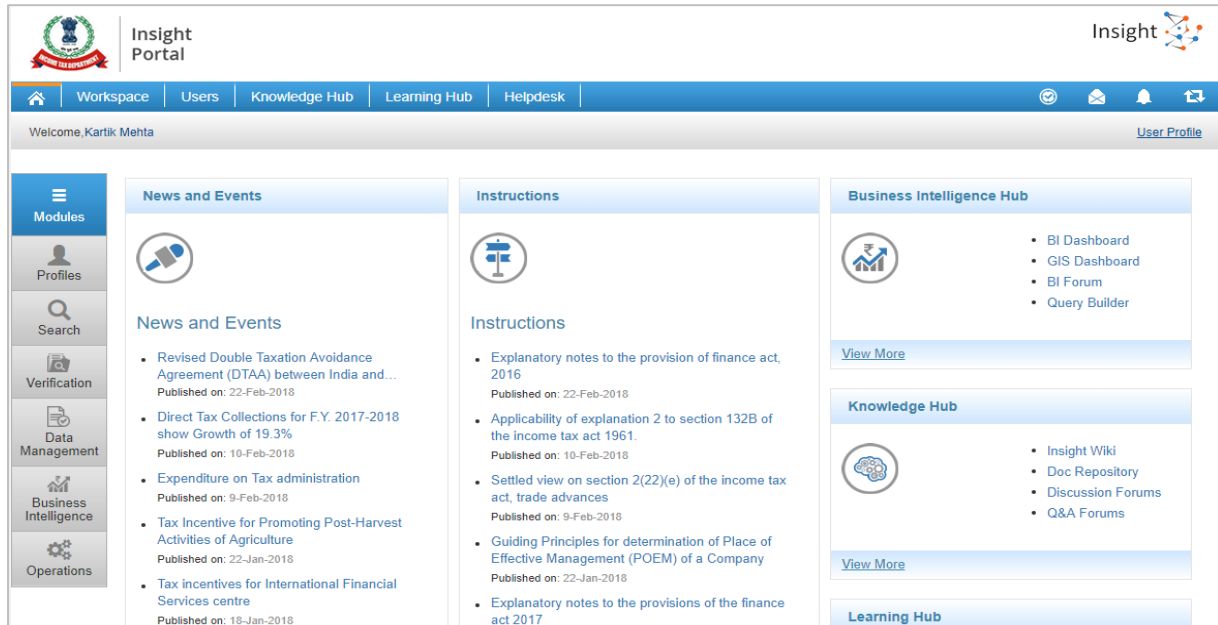 Insight
Portal
INCOME TAX DEPARTMENT
Insight
Workspace Users Knowledge Hub Learning Hub Helpdesk
Welcome,Kartik Mehta
User Profile
Modules
Profiles
Search
Verification
Data
Management
Business
Intelligence
Operations
News and Events
News and Events
Revised Double Taxation Avoidance
Agreement (DTAA) between India and...
Published on: 22-Feb-2018
Direct Tax Collections for F.Y. 2017-2018
show Growth of 19.3%
Published on: 10-Feb-2018
Expenditure on Tax administration
Published on: 9-Feb-2018
Tax Incentive for Promoting Post-Harvest
Activities of Agriculture
Published on: 22-Jan-2018
Tax incentives for International Financial
Services centre
Published on: 18-Jan-2018
Instructions
Instructions
Explanatory notes to the provision of finance act,
2016
Published on: 22-Feb-2018
Applicability of explanation 2 to section 132B of
the income tax act 1961.
Published on: 10-Feb-2018
Settled view on section 2(22)(e) of the income tax
act, trade advances
Published on: 9-Feb-2018
Guiding Principles for determination of Place of
Effective Management (POEM) of a Company
Published on: 22-Jan-2018
Explanatory notes to the provisions of the finance
act 2017
Business Intelligence Hub
BI Dashboard
GIS Dashboard
BI Forum
Query Builder
View More
Knowledge Hub
Insight Wiki
Doc Repository
Discussion Forums
Q&A Forums
View More
Learning Hub